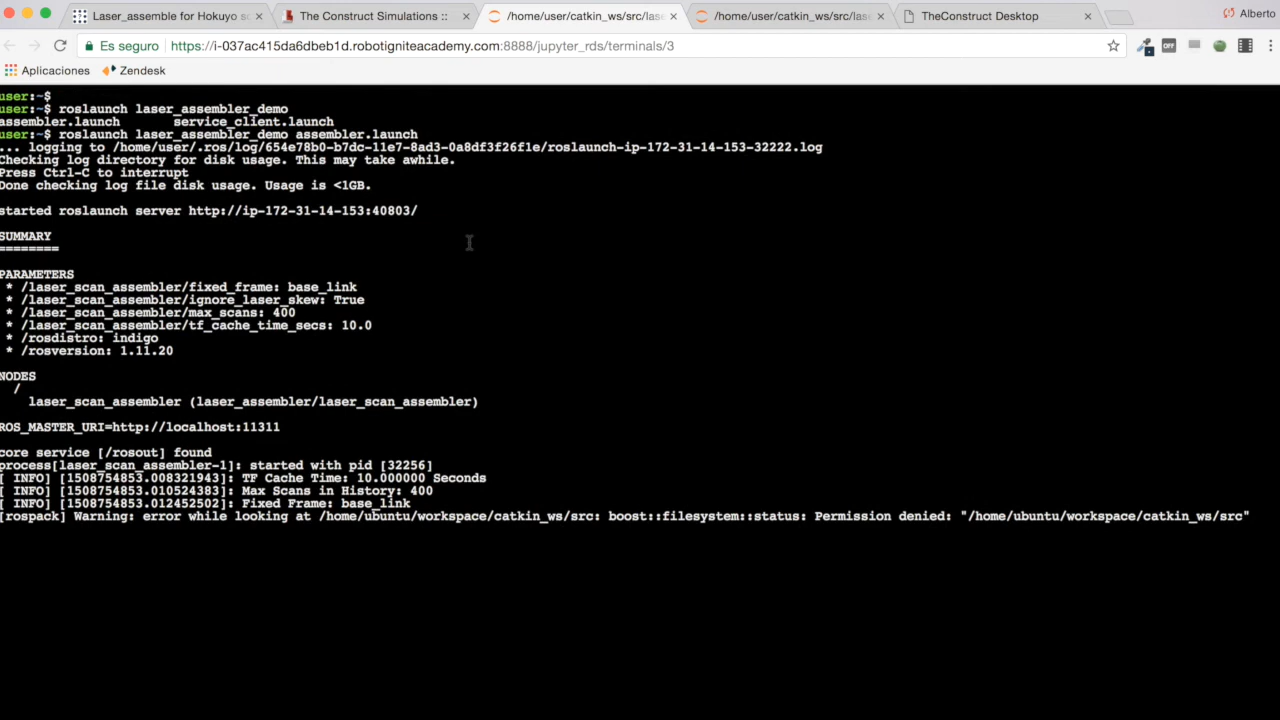 Laser_assemble for Hokuyo sc
The Construct Simulations ::
/home/user/catkin_ws/src/lase
/home/user/catkin_ws/src/lase
TheConstruct Desktop
Alberto
Es seguro
https://i-037ac415da6dbeb1d.robotigniteacademy.com:8888/jupyter_rds/terminals/3
OFF
Aplicaciones
Zendesk
user:~$
user:~$ roslaunch laser_assembler_demo
assembler.launch service_client.launch
user:~$ roslaunch laser_assembler_demo assembler.launch
... logging to /home/user/.ros/log/654e78b0-b7dc-11e7-8ad3-0a8df3f26f1e/roslaunch-ip-172-31-14-153-32222.log
Checking log directory for disk usage. This may take awhile.
Press Ctrl-C to interrupt
Done checking log file disk usage. Usage is <1GB.
started roslaunch server http://ip-172-31-14-153:40803/
SUMMARY
========
PARAMETERS
* /laser_scan_assembler/fixed_frame: base_link
* /laser_scan_assembler/ignore_laser_skew: True
* /laser_scan_assembler/max_scans: 400
* /laser_scan_assembler/tf_cache_time_secs: 10.0
* /rosdistro: indigo
* /rosversion: 1.11.20
NODES
/
laser_scan_assembler (laser_assembler/laser_scan_assembler)
ROS_MASTER_URI=http://localhost:11311
core service [/rosout] found
process[laser_scan_assembler-1]: started with pid [32256]
[ INFO] [1508754853.008321943]: TF Cache Time: 10.000000 Seconds
[ INFO] [1508754853.010524383]: Max Scans in History: 400
[ INFO] [1508754853.012452502]: Fixed Frame: base_link
[rospack] Warning: error while looking at /home/ubuntu/workspace/catkin_ws/src: boost::filesystem::status: Permission denied: "/home/ubuntu/workspace/catkin_ws/src"